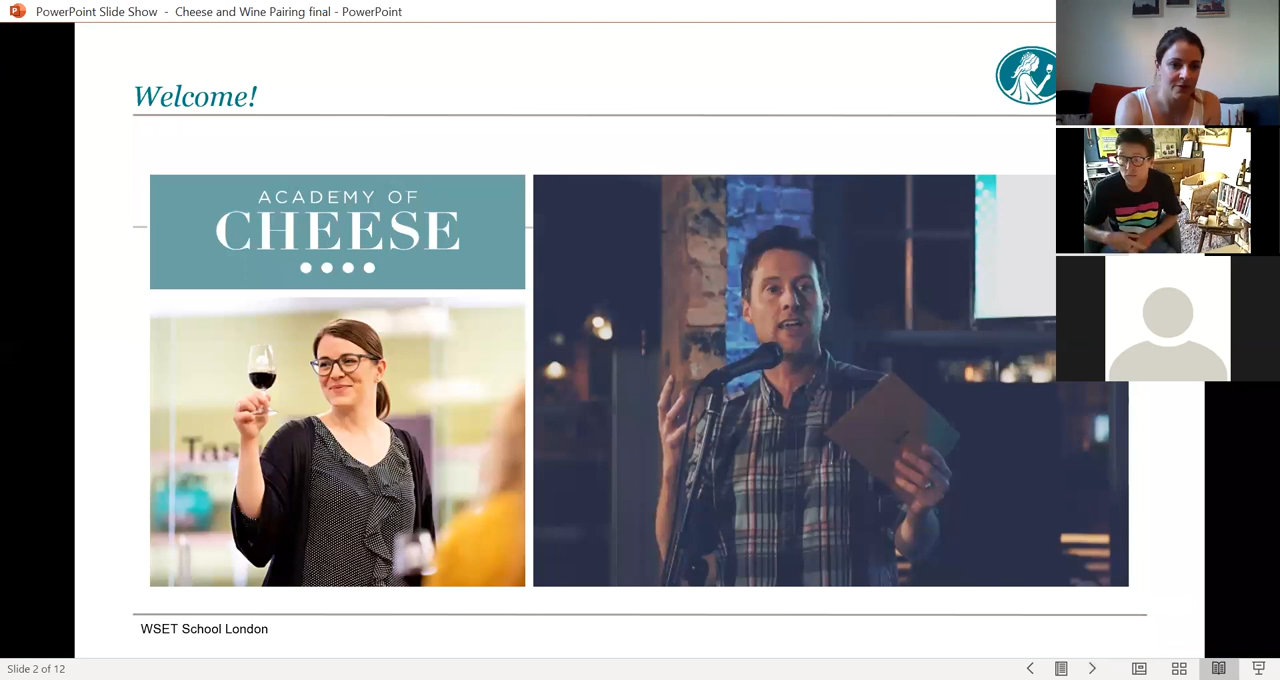 PowerPoint Slide Show - Cheese and Wine Pairing final - PowerPoint
Welcome!
ACADEMY OF
CHEESE
Tas
WSET School London
Slide 2 of 12